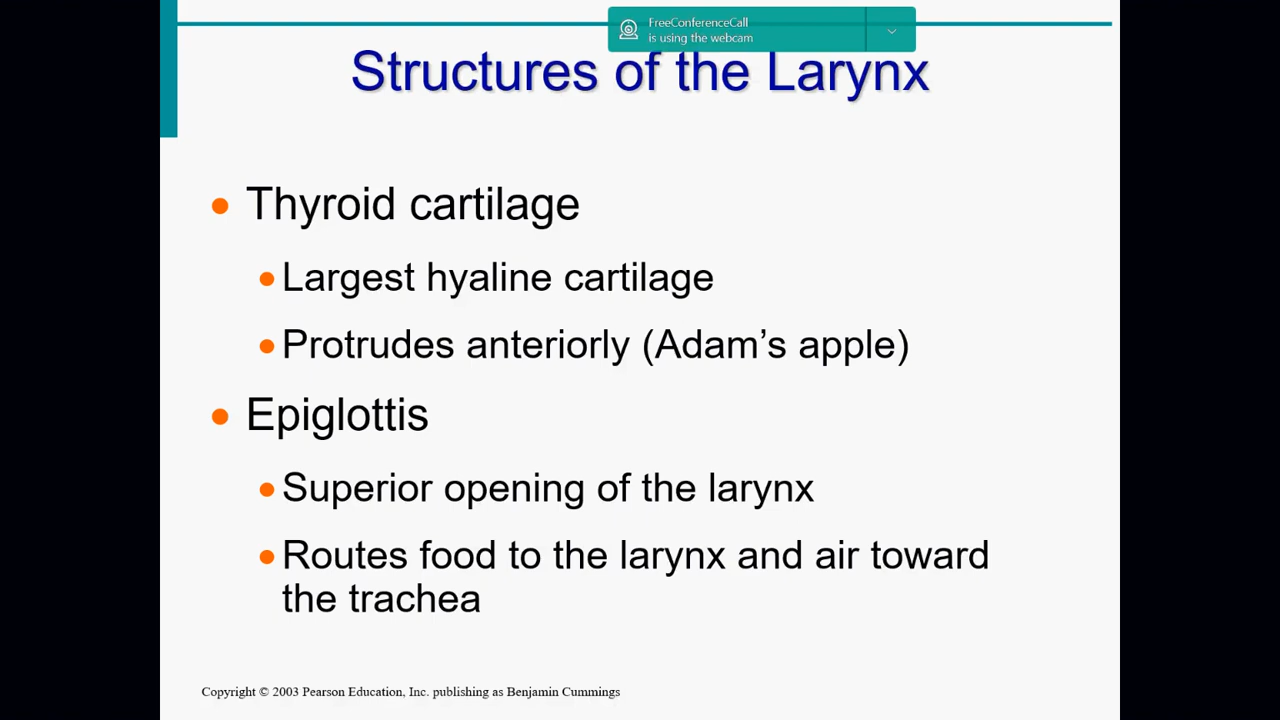 FreeConferenceCall
is using the webcam
Structures of the Larynx
• Thyroid cartilage
• Largest hyaline cartilage
• Protrudes anteriorly (Adam’s apple)
• Epiglottis
• Superior opening of the larynx
• Routes food to the larynx and air toward
the trachea
Copyright © 2003 Pearson Education, Inc. publishing as Benjamin Cummings